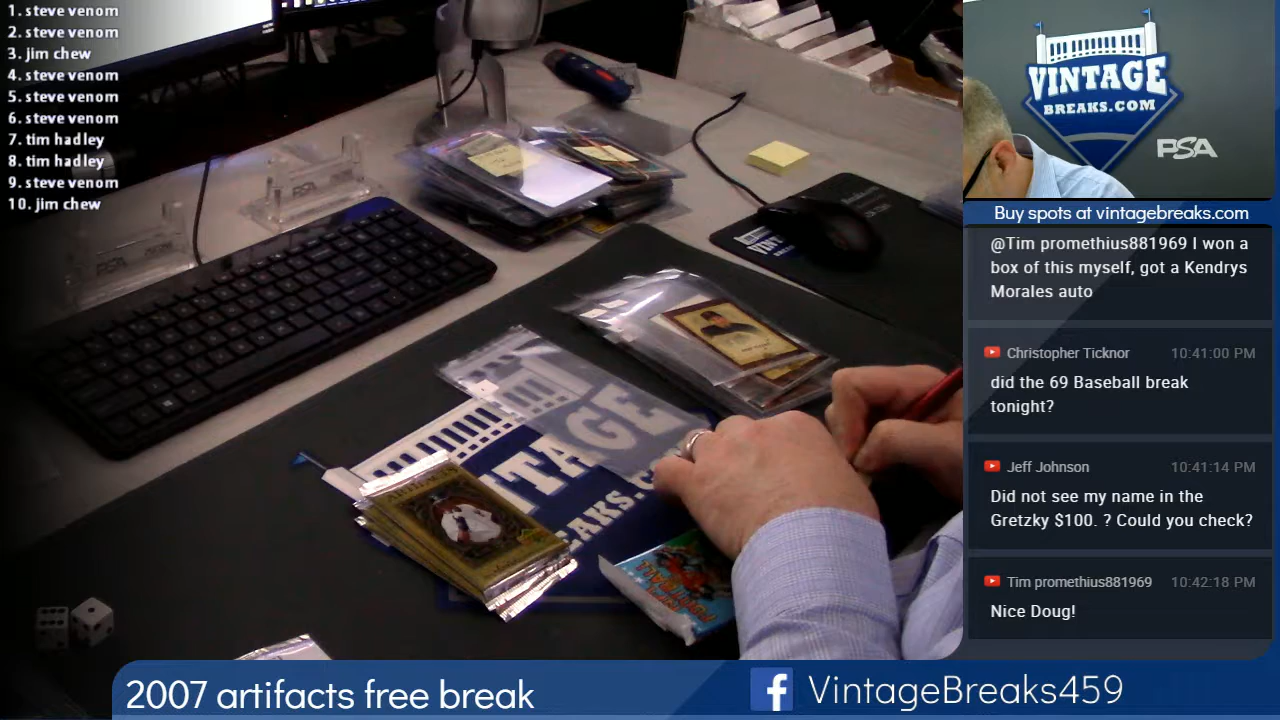 1. steve venom
2. steve venom
3. jim chew
4. steve venom
5. steve venom
6. steve venom
7. tim hadley
8. tim hadley
9. steve venom
10. jim chew
VINTAGE
BREAKS.COM
PSA
Buy spots at vintagebreaks.com
@Tim promethius881969 I won a
box of this myself, got a Kendrys
Morales auto
Christopher Ticknor 10:41:00 PM
did the 69 Baseball break
tonight?
Jeff Johnson 10:41:14 PM
Did not see my name in the
Gretzky $100. ? Could you check?
Tim promethius881969 10:42:18 PM
Nice Doug!
2007 artifacts free break
VintageBreaks459